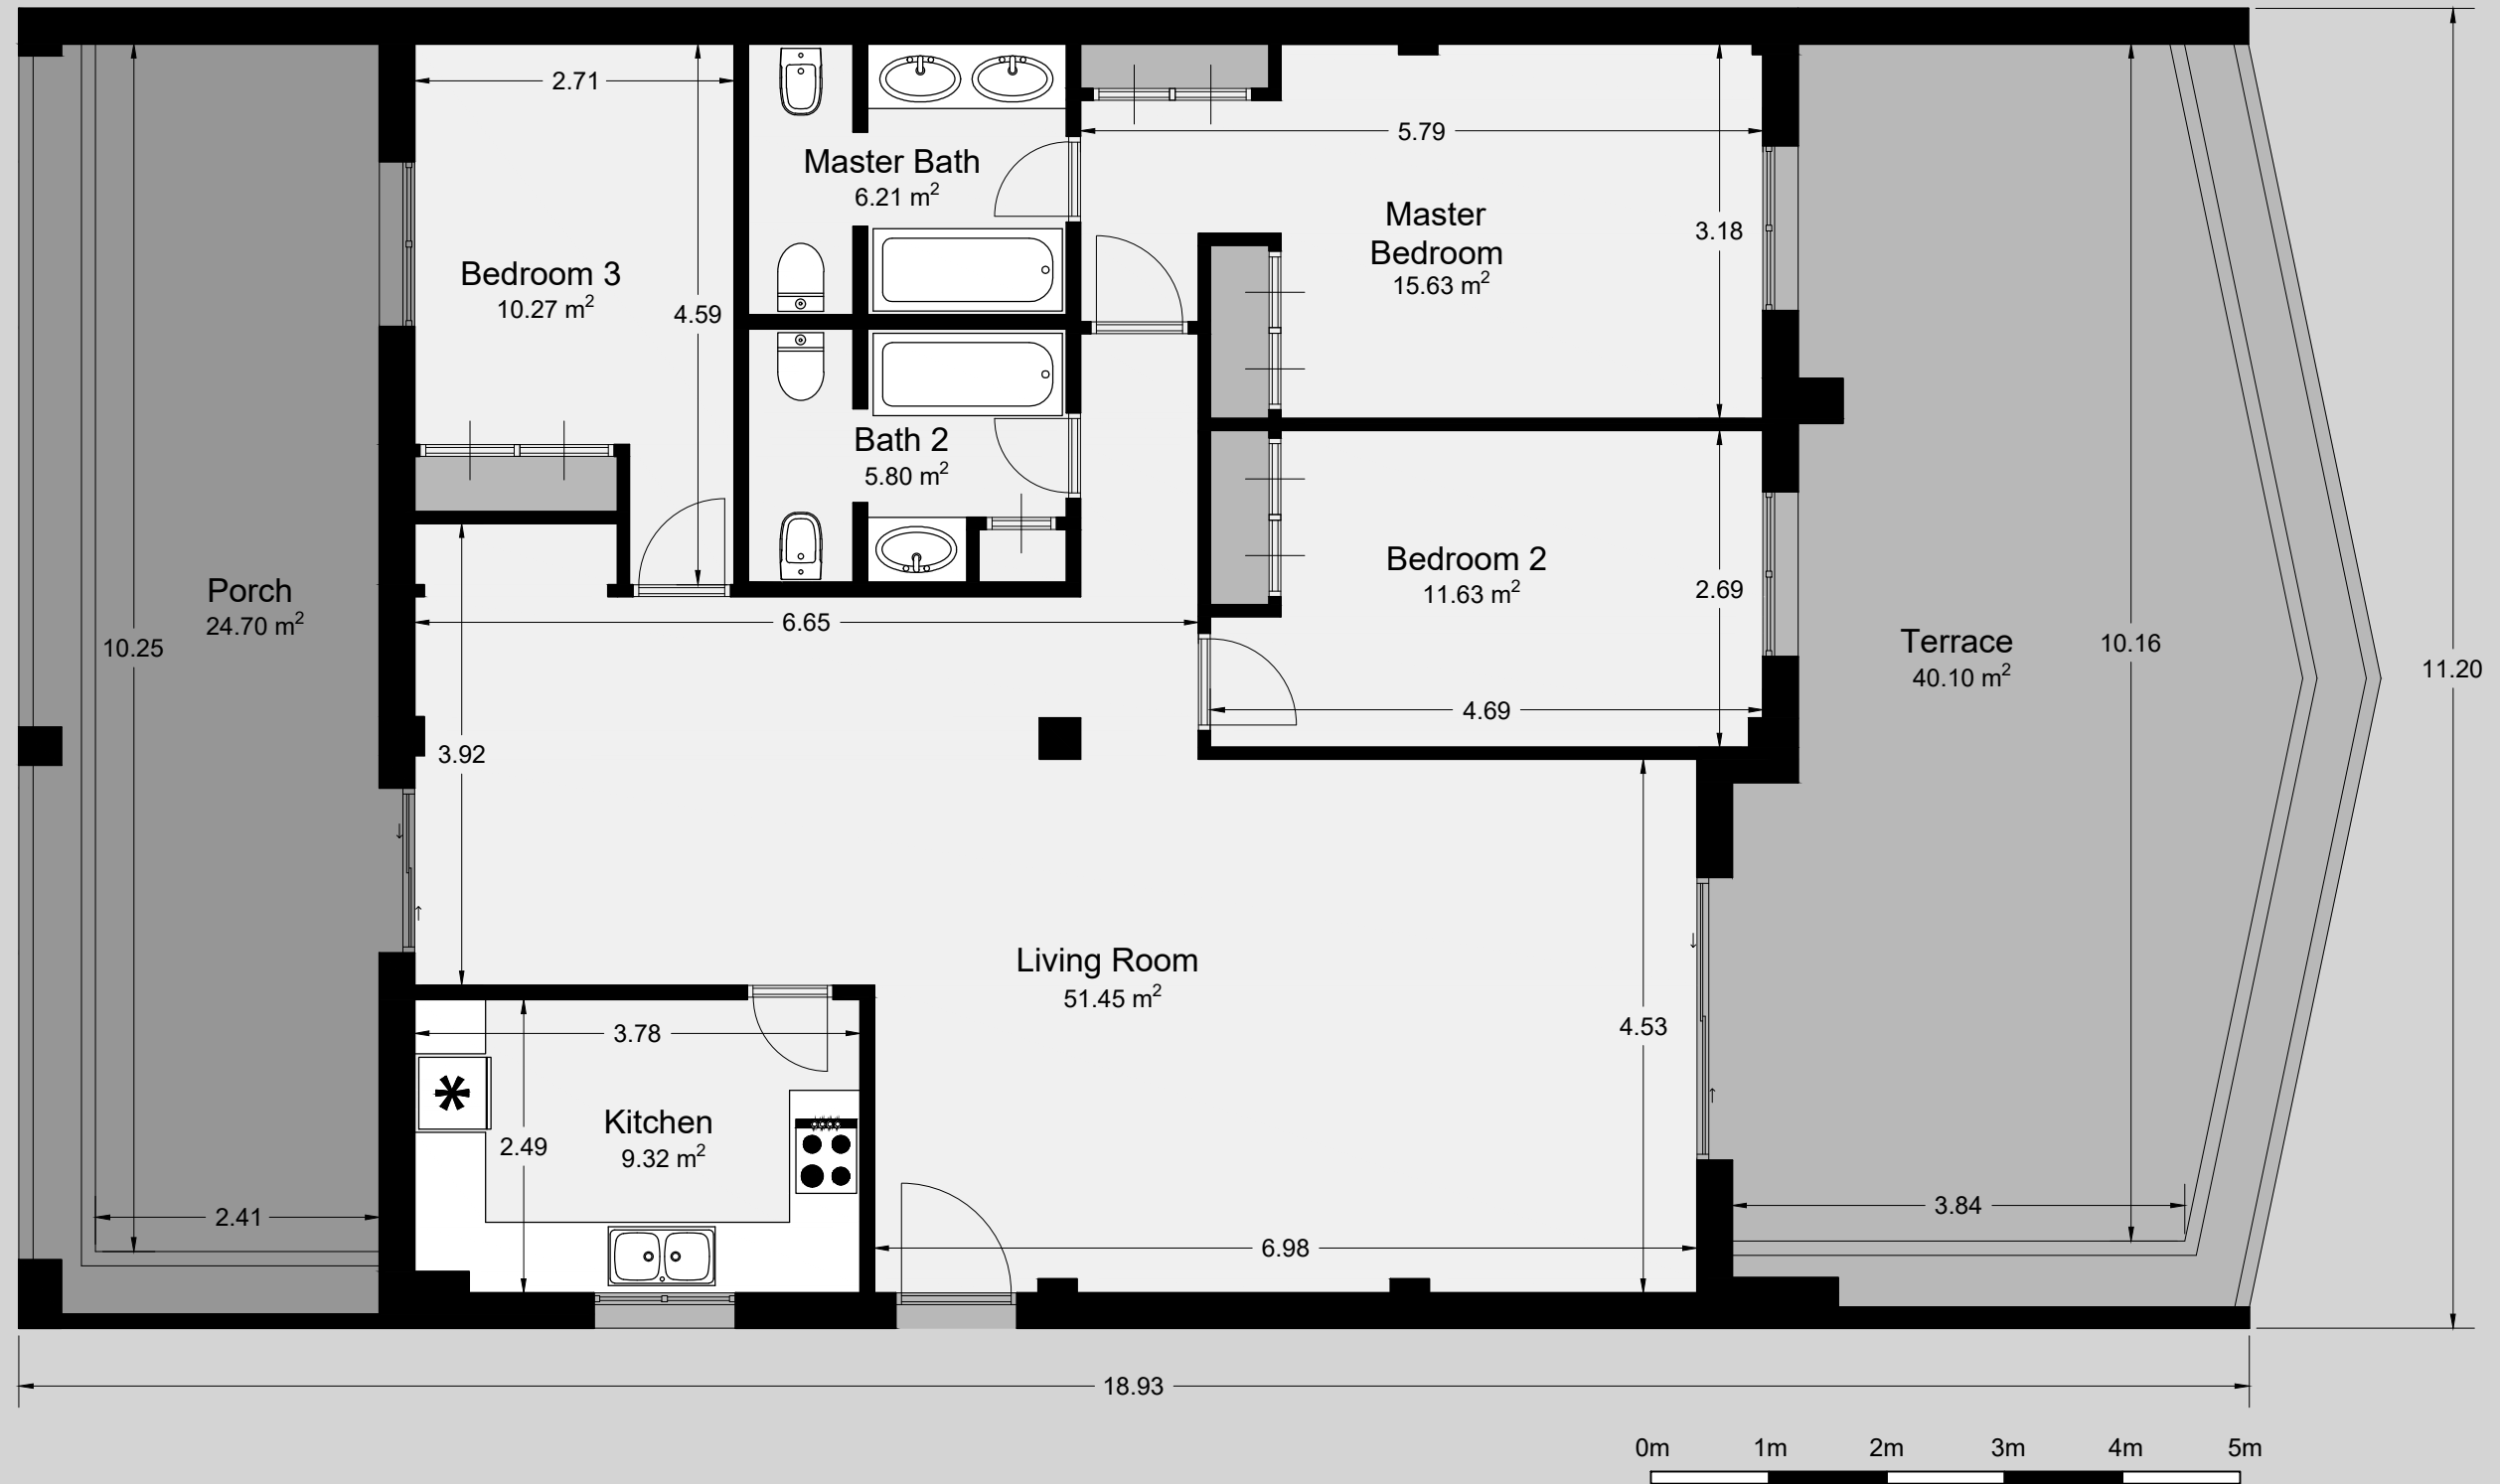 2.71
Master Bath
6.21 m²
5.79
Master
Bedroom
15.63 m²
3.18
Bedroom 3
10.27 m²
4.59
Bath 2
5.80 m²
Bedroom 2
11.63 m²
2.69
Porch
24.70 m²
10.25
6.65
Terrace
40.10 m²
10.16
11.20
4.69
3.92
Living Room
51.45 m²
4.53
3.78
Kitchen
9.32 m²
2.49
2.41
6.98
3.84
18.93
0m 1m 2m 3m 4m 5m